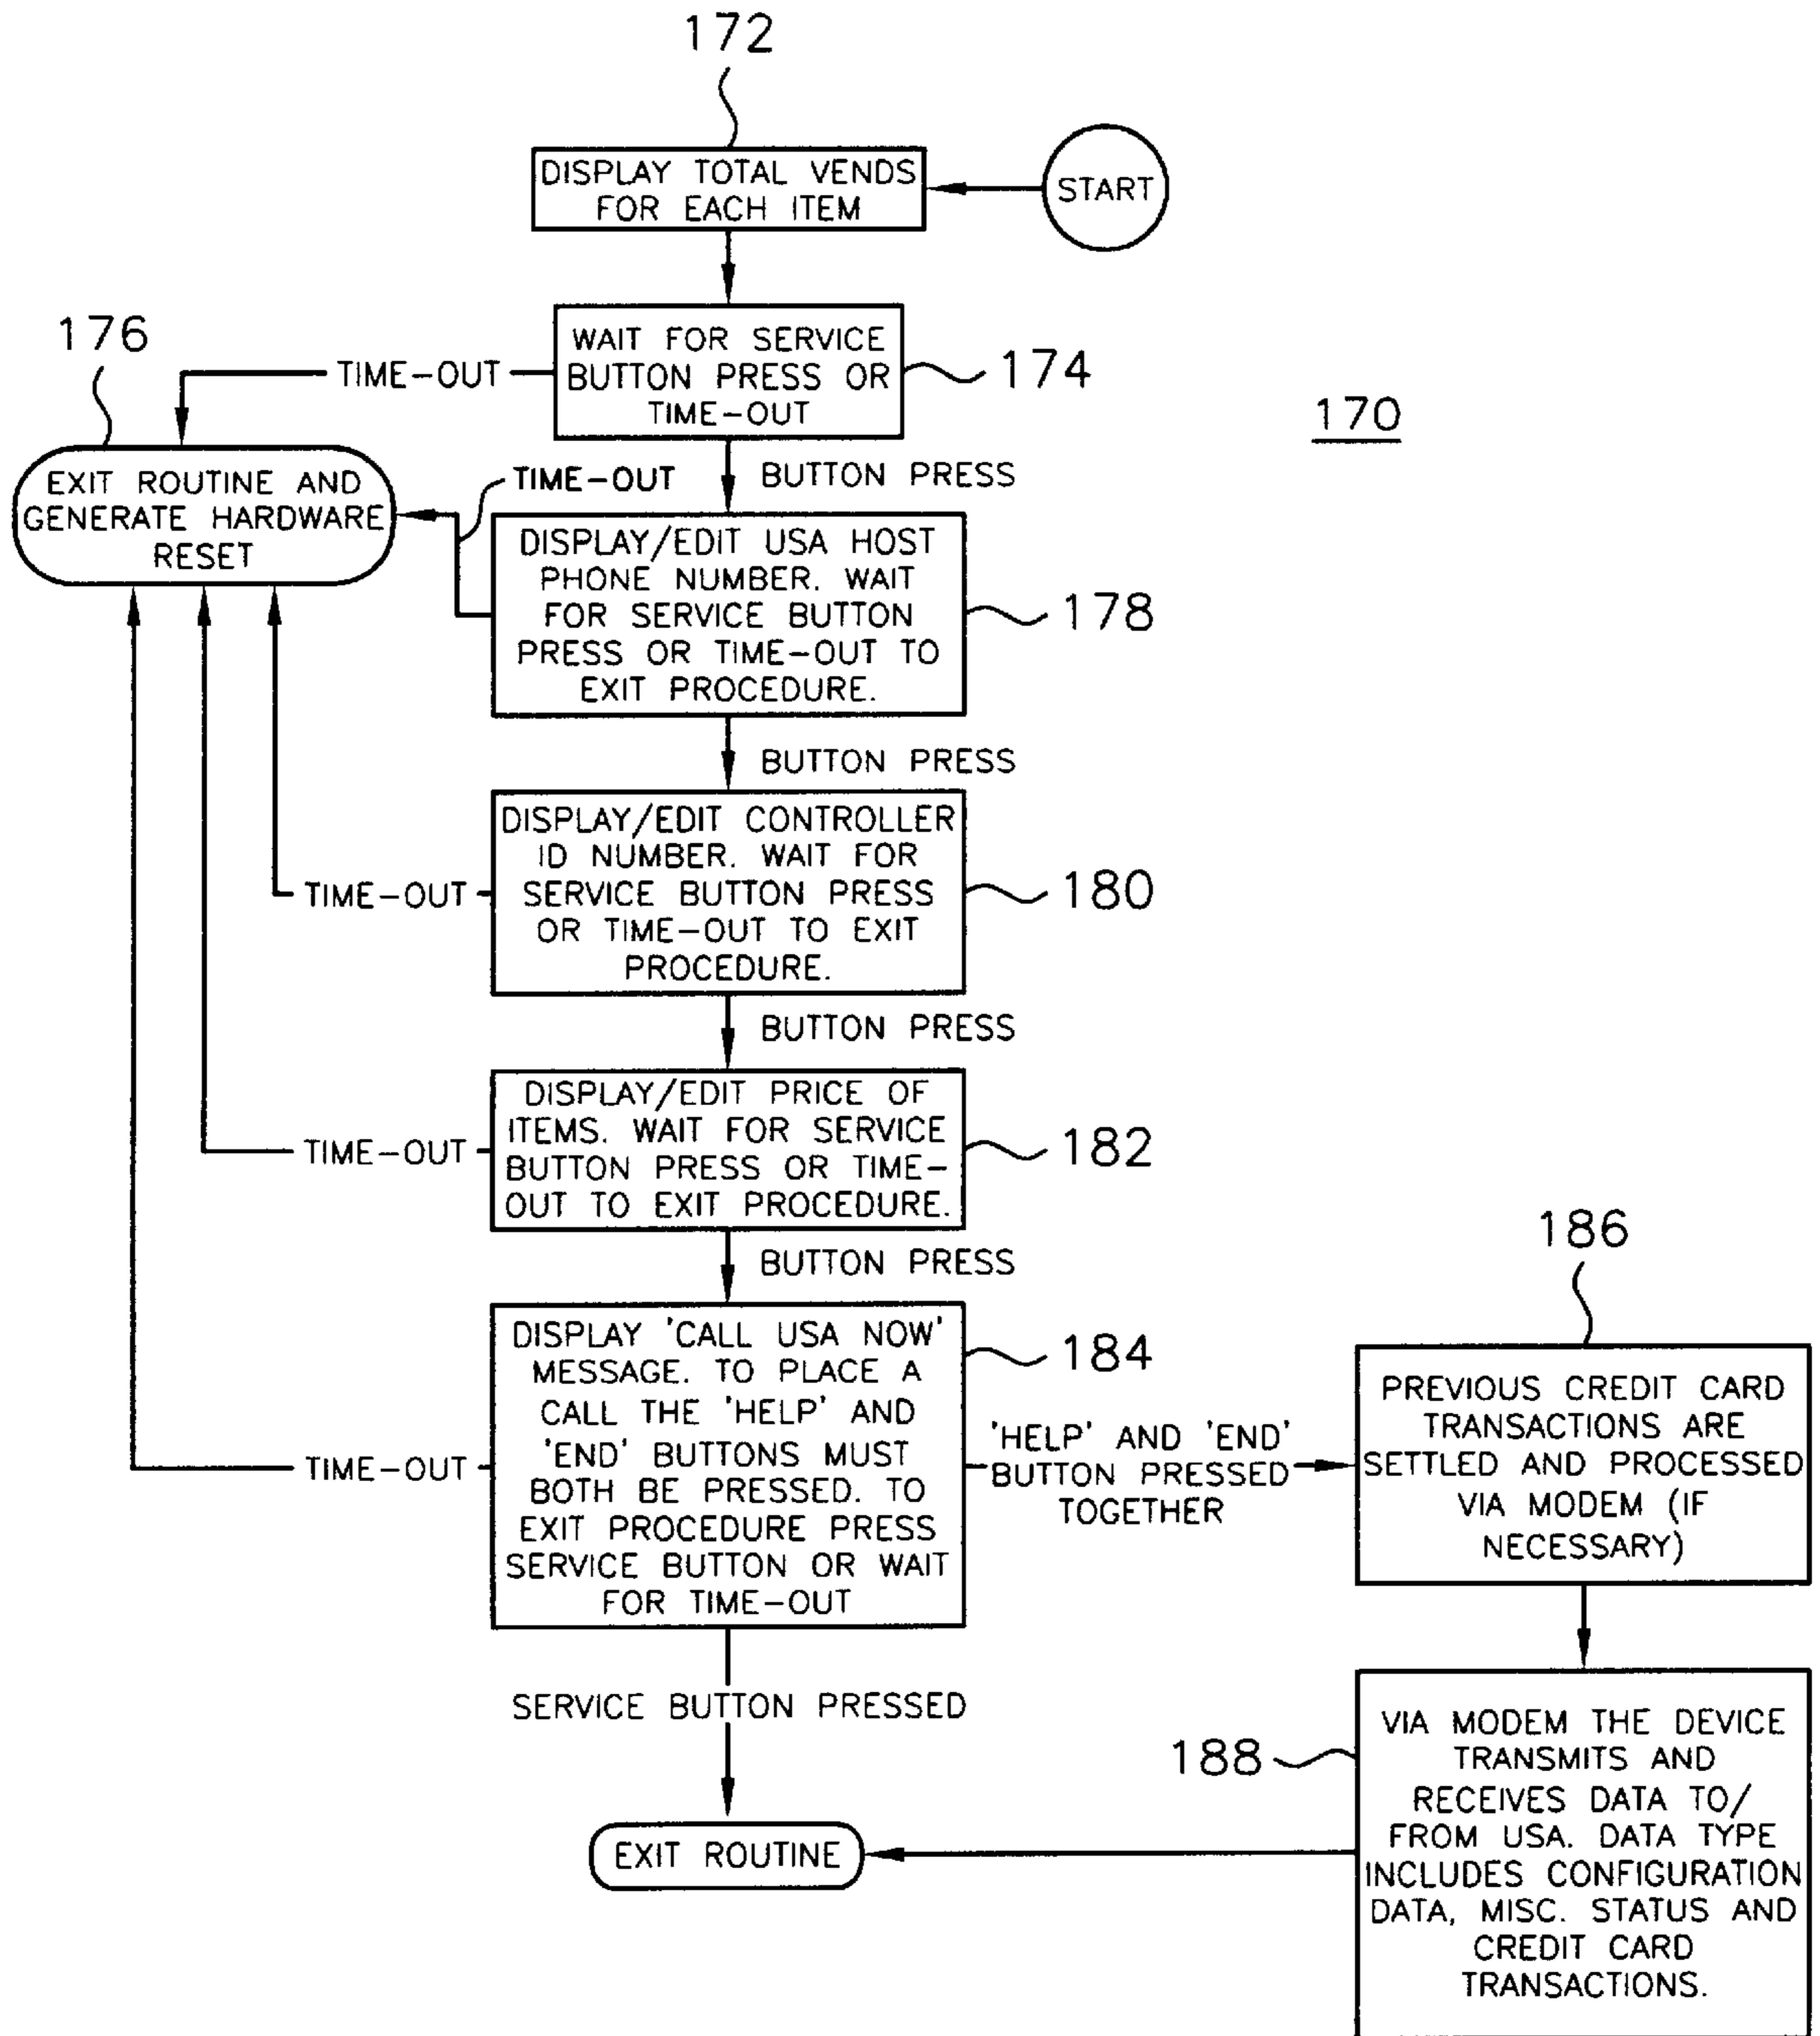 172
DISPLAY TOTAL VENDS
FOR EACH ITEM
START
176
TIME-OUT
WAIT FOR SERVICE
BUTTON PRESS OR
TIME-OUT
174
170
EXIT ROUTINE AND
GENERATE HARDWARE
RESET
TIME-OUT
BUTTON PRESS
DISPLAY/EDIT USA HOST
PHONE NUMBER. WAIT
FOR SERVICE BUTTON
PRESS OR TIME-OUT TO
EXIT PROCEDURE.
178
BUTTON PRESS
TIME-OUT
DISPLAY/EDIT CONTROLLER
ID NUMBER. WAIT FOR
SERVICE BUTTON PRESS
OR TIME-OUT TO EXIT
PROCEDURE.
180
BUTTON PRESS
TIME-OUT
DISPLAY/EDIT PRICE OF
ITEMS. WAIT FOR SERVICE
BUTTON PRESS OR TIME-
OUT TO EXIT PROCEDURE.
182
BUTTON PRESS
TIME-OUT
DISPLAY 'CALL USA NOW'
MESSAGE. TO PLACE A
CALL THE 'HELP' AND
'END' BUTTONS MUST
BOTH BE PRESSED. TO
EXIT PROCEDURE PRESS
SERVICE BUTTON OR WAIT
FOR TIME-OUT
184
'HELP' AND 'END'
BUTTON PRESSED
TOGETHER
186
PREVIOUS CREDIT CARD
TRANSACTIONS ARE
SETTLED AND PROCESSED
VIA MODEM (IF
NECESSARY)
SERVICE BUTTON PRESSED
EXIT ROUTINE
188
VIA MODEM THE DEVICE
TRANSMITS AND
RECEIVES DATA TO/
FROM USA. DATA TYPE
INCLUDES CONFIGURATION
DATA, MISC. STATUS AND
CREDIT CARD
TRANSACTIONS.